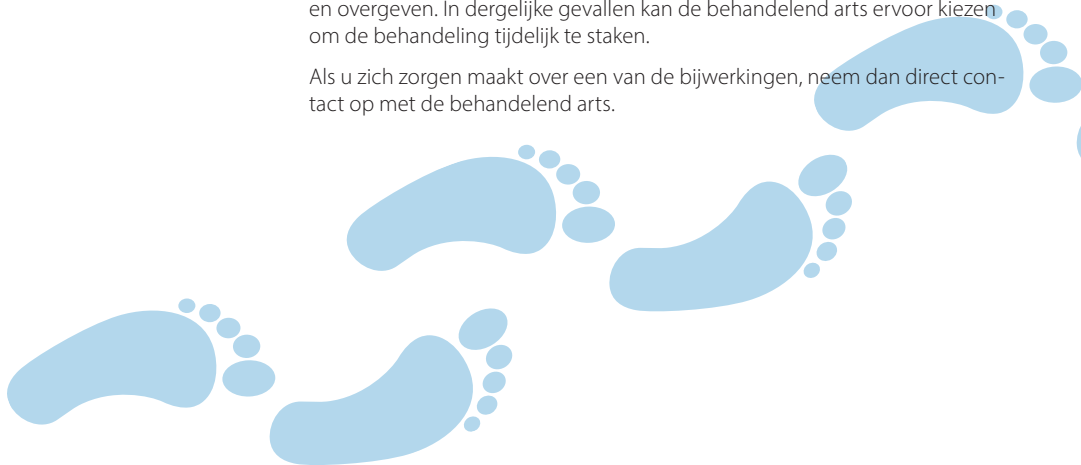 en overgeven. In dergelijke gevallen kan de behandelend arts ervoor kiezen
om de behandeling tijdelijk te staken.
Als u zich zorgen maakt over een van de bijwerkingen, neem dan direct con-
tact op met de behandelend arts.